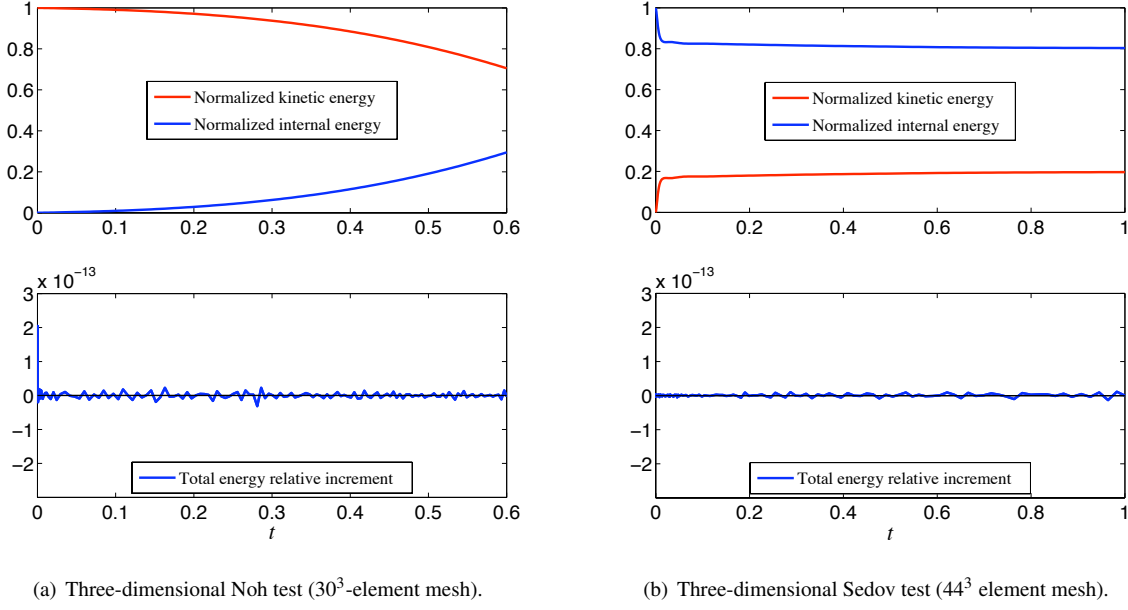 1
0.8
0.6
0.4
0.2
0
Normalized kinetic energy
Normalized internal energy
0 0.1 0.2 0.3 0.4 0.5 0.6
x 10⁻¹³
3
2
1
0
−1
−2
Total energy relative increment
0 0.1 0.2 0.3 0.4 0.5 0.6
t
(a) Three-dimensional Noh test (30³-element mesh).
1
0.8
0.6
0.4
0.2
0
Normalized kinetic energy
Normalized internal energy
0 0.2 0.4 0.6 0.8 1
x 10⁻¹³
3
2
1
0
−1
−2
Total energy relative increment
0 0.2 0.4 0.6 0.8 1
t
(b) Three-dimensional Sedov test (44³ element mesh).